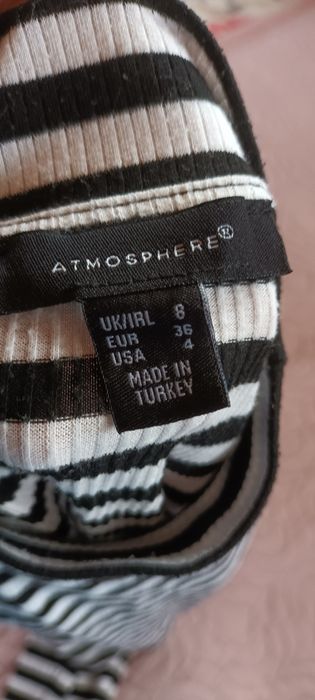 ATMOSPHERE®
UK/IRL 8
EUR 36
USA 4
MADE IN
TURKEY